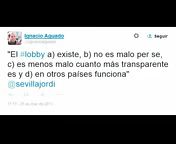 Ignacio Aguado
"El #lobby a) existe, b) no es malo per se,
c) es menos malo cuanto más transparente
es y d) en otros países funciona"
@sevillajordi